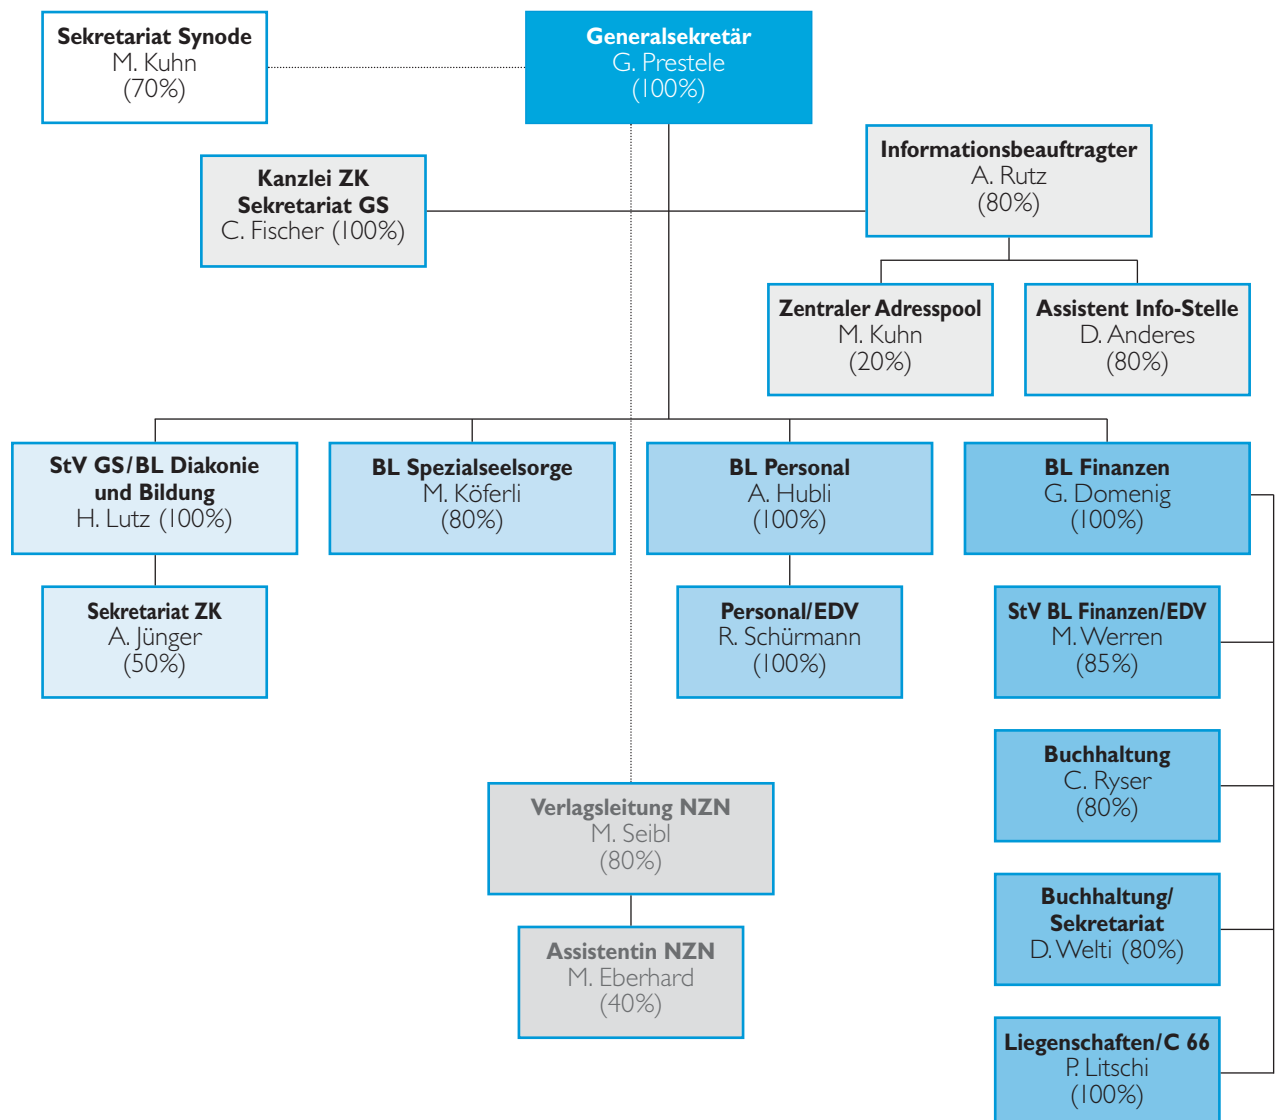 Sekretariat Synode
M. Kuhn
(70%)
Generalsekretär
G. Prestele
(100%)
Kanzlei ZK
Sekretariat GS
C. Fischer (100%)
Informationsbeauftragter
A. Rutz
(80%)
Zentraler Adresspool
M. Kuhn
(20%)
Assistent Info-Stelle
D. Anderes
(80%)
StV GS/BL Diakonie
und Bildung
H. Lutz (100%)
BL Spezialseelsorge
M. Köferli
(80%)
BL Personal
A. Hubli
(100%)
BL Finanzen
G. Domenig
(100%)
Sekretariat ZK
A. Jünger
(50%)
Personal/EDV
R. Schürmann
(100%)
StV BL Finanzen/EDV
M. Werren
(85%)
Buchhaltung
C. Ryser
(80%)
Verlagsleitung NZN
M. Seibl
(80%)
Buchhaltung/
Sekretariat
D. Welti (80%)
Assistentin NZN
M. Eberhard
(40%)
Liegenschaften/C 66
P. Litschi
(100%)